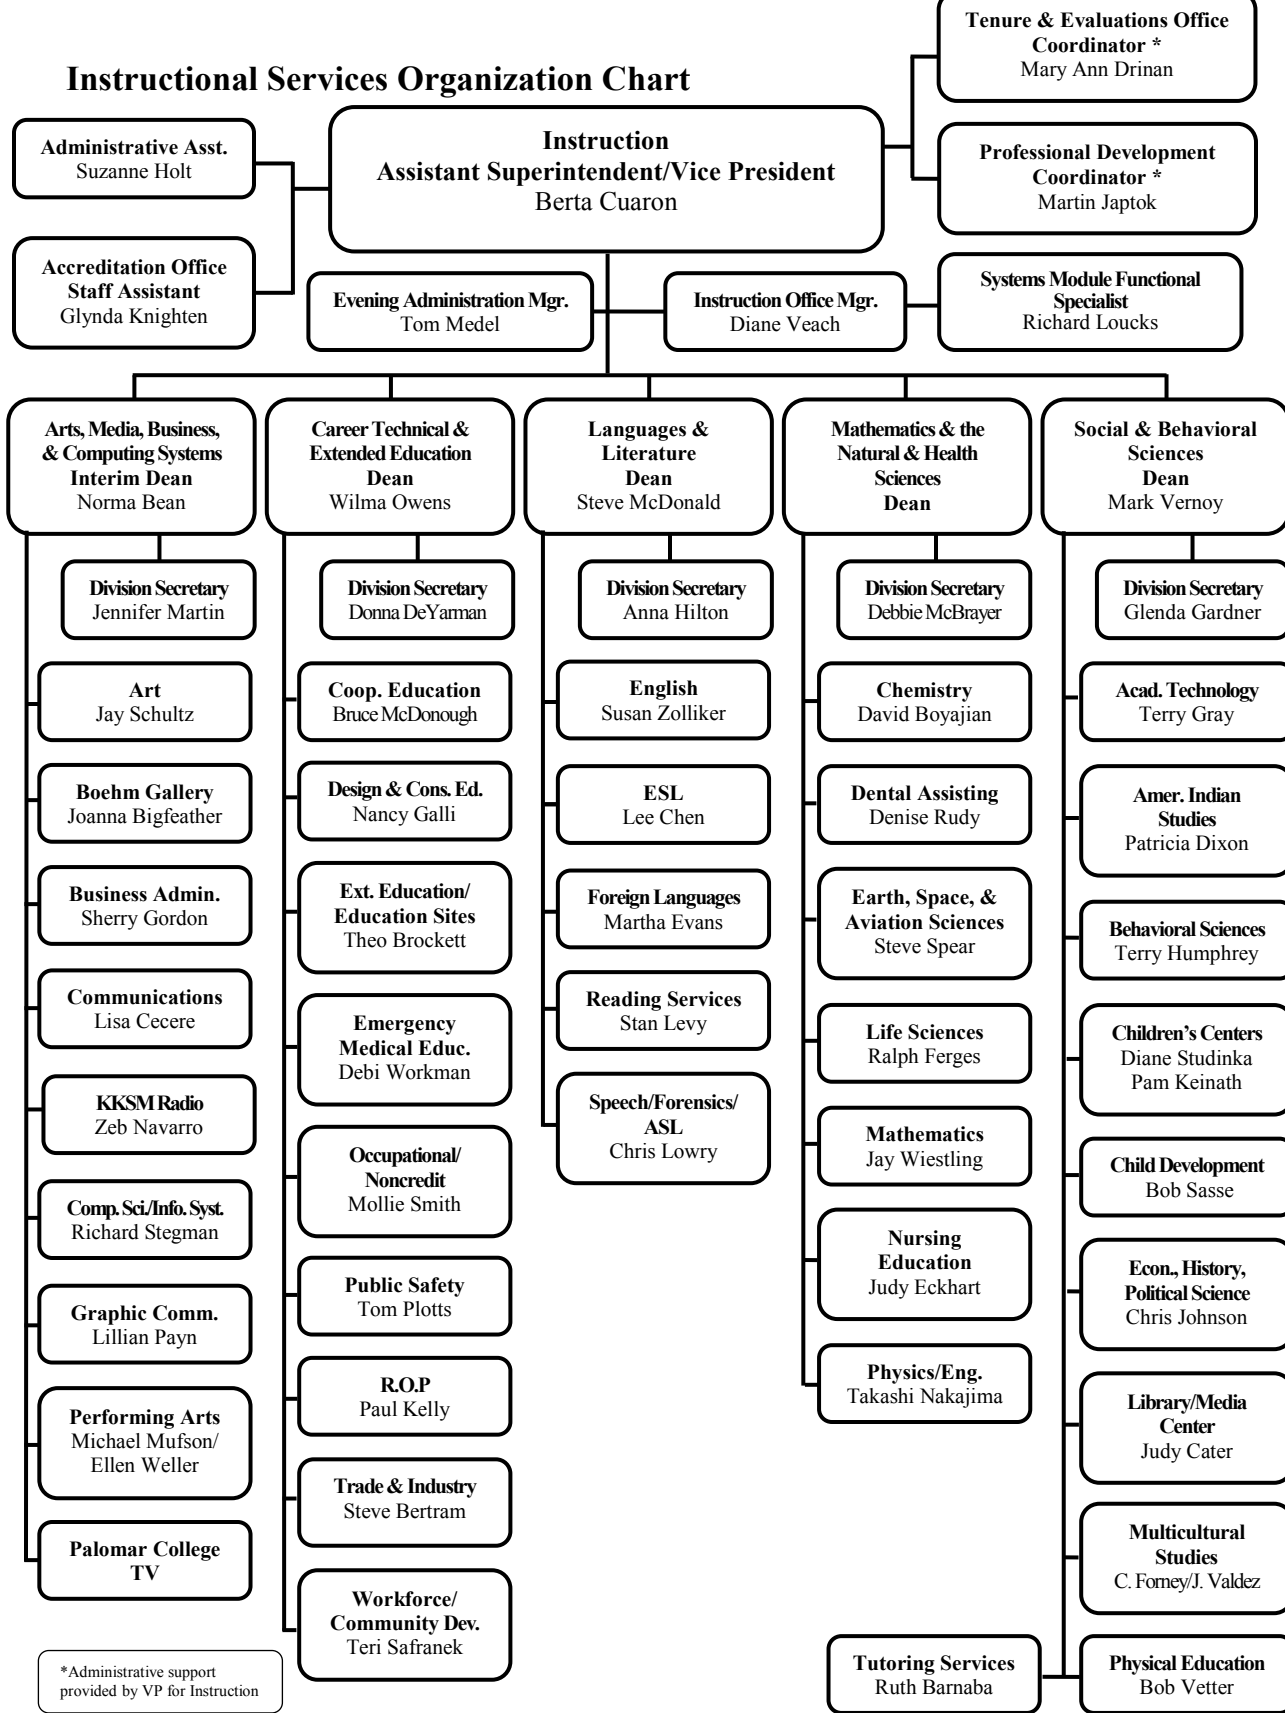 Instructional Services Organization Chart
Tenure & Evaluations Office
Coordinator *
Mary Ann Drinan
Administrative Asst.
Suzanne Holt
Instruction
Assistant Superintendent/Vice President
Berta Cuaron
Professional Development
Coordinator *
Martin Japtok
Accreditation Office
Staff Assistant
Glynda Knighten
Evening Administration Mgr.
Tom Medel
Instruction Office Mgr.
Diane Veach
Systems Module Functional
Specialist
Richard Loucks
Arts, Media, Business,
& Computing Systems
Interim Dean
Norma Bean
Division Secretary
Jennifer Martin
Art
Jay Schultz
Boehm Gallery
Joanna Bigfeather
Business Admin.
Sherry Gordon
Communications
Lisa Cecere
KKSM Radio
Zeb Navarro
Comp. Sci./Info. Syst.
Richard Stegman
Graphic Comm.
Lillian Payn
Performing Arts
Michael Mufson/
Ellen Weller
Palomar College
TV
Career Technical &
Extended Education
Dean
Wilma Owens
Division Secretary
Donna DeYarman
Coop. Education
Bruce McDonough
Design & Cons. Ed.
Nancy Galli
Ext. Education/
Education Sites
Theo Brockett
Emergency
Medical Educ.
Debi Workman
Occupational/
Noncredit
Mollie Smith
Public Safety
Tom Plotts
R.O.P
Paul Kelly
Trade & Industry
Steve Bertram
Workforce/
Community Dev.
Teri Safranek
Languages &
Literature
Dean
Steve McDonald
Division Secretary
Anna Hilton
English
Susan Zolliker
ESL
Lee Chen
Foreign Languages
Martha Evans
Reading Services
Stan Levy
Speech/Forensics/
ASL
Chris Lowry
Mathematics & the
Natural & Health
Sciences
Dean
Division Secretary
Debbie McBrayer
Chemistry
David Boyajian
Dental Assisting
Denise Rudy
Earth, Space, &
Aviation Sciences
Steve Spear
Life Sciences
Ralph Ferges
Mathematics
Jay Wiestling
Nursing
Education
Judy Eckhart
Physics/Eng.
Takashi Nakajima
Social & Behavioral
Sciences
Dean
Mark Vernoy
Division Secretary
Glenda Gardner
Acad. Technology
Terry Gray
Amer. Indian
Studies
Patricia Dixon
Behavioral Sciences
Terry Humphrey
Children's Centers
Diane Studinka
Pam Keinath
Child Development
Bob Sasse
Econ., History,
Political Science
Chris Johnson
Library/Media
Center
Judy Cater
Multicultural
Studies
C. Forney/J. Valdez
Tutoring Services
Ruth Barnaba
Physical Education
Bob Vetter
*Administrative support
provided by VP for Instruction